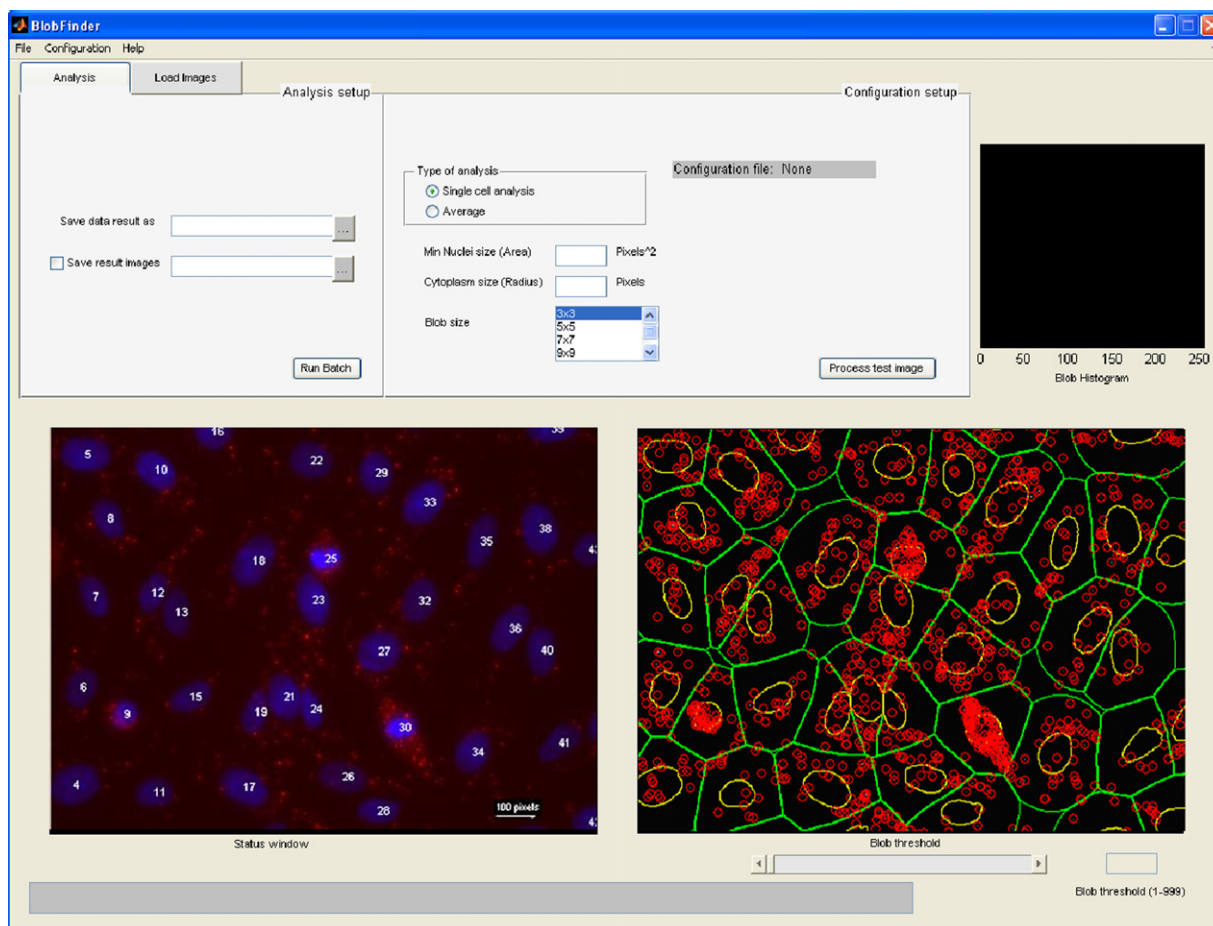 BlobFinder
File Configuration Help
Analysis Load Images
Analysis setup
Configuration setup
Type of analysis
Single cell analysis
Average
Configuration file: None
Save data result as ...
Save result images ...
Min Nuclei size (Area) Pixels^2
Cytoplasm size (Radius) Pixels
Blob size
3x3
5x5
7x7
9x9
Run Batch
Process test image
0 50 100 150 200 250
Blob Histogram
16
5
10
22
29
33
8
38
35
18
25
7
12
13
23
32
36
27
40
6
15
9
19
21
24
30
34
41
4
11
17
26
28
100 pixels
Status window
Blob threshold
Blob threshold (1-999)